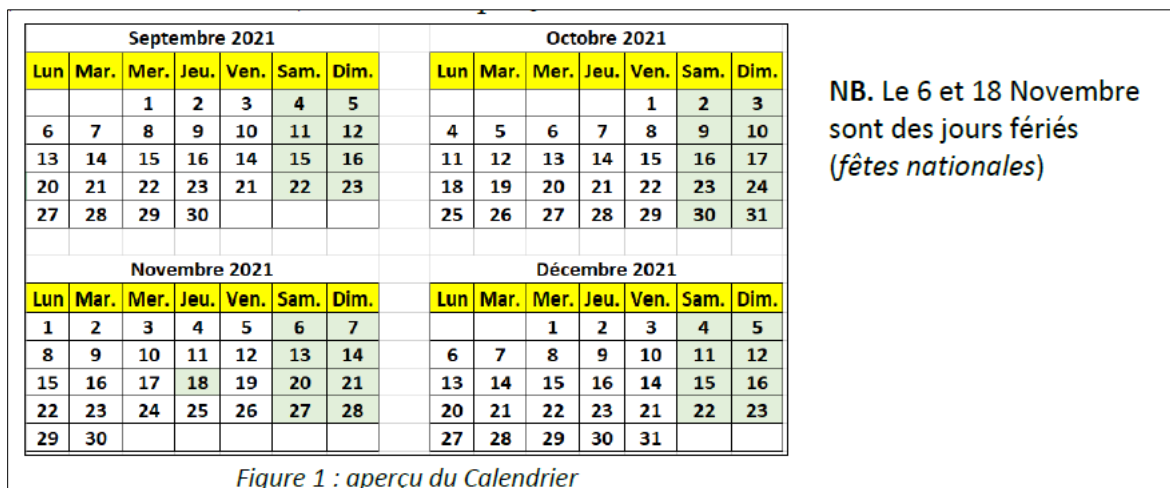 Septembre 2021 Octobre 2021
Lun Mar. Mer. Jeu. Ven. Sam. Dim. Lun Mar. Mer. Jeu. Ven. Sam. Dim.
1 2 3 4 5 1 2 3
6 7 8 9 10 11 12 4 5 6 7 8 9 10
13 14 15 16 14 15 16 11 12 13 14 15 16 17
20 21 22 23 21 22 23 18 19 20 21 22 23 24
27 28 29 30 25 26 27 28 29 30 31
Novembre 2021 Décembre 2021
Lun Mar. Mer. Jeu. Ven. Sam. Dim. Lun Mar. Mer. Jeu. Ven. Sam. Dim.
1 2 3 4 5 6 7 1 2 3 4 5
8 9 10 11 12 13 14 6 7 8 9 10 11 12
15 16 17 18 19 20 21 13 14 15 16 14 15 16
22 23 24 25 26 27 28 20 21 22 23 21 22 23
29 30 27 28 29 30 31
NB. Le 6 et 18 Novembre
sont des jours fériés
(fêtes nationales)
Figure 1 : aperçu du Calendrier